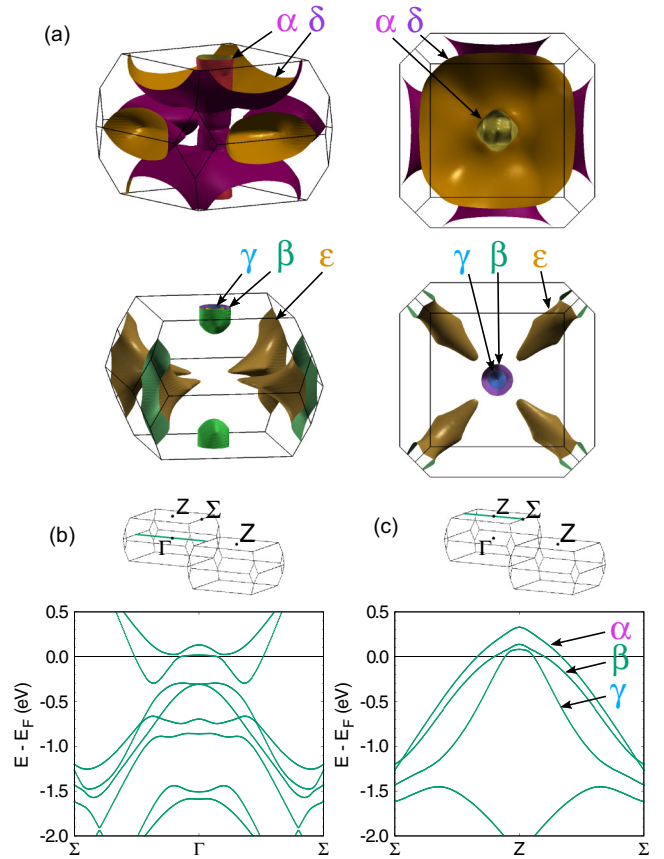 (a)
α δ
α δ
γ β ε
γ β ε
(b)
Z Σ
Γ Z
(c)
Z Σ
Γ Z
E - E_F (eV)
0.5
0.0
-0.5
-1.0
-1.5
-2.0
Σ Γ Σ
E - E_F (eV)
0.5
0.0
-0.5
-1.0
-1.5
-2.0
α
β
γ
Σ Z Σ